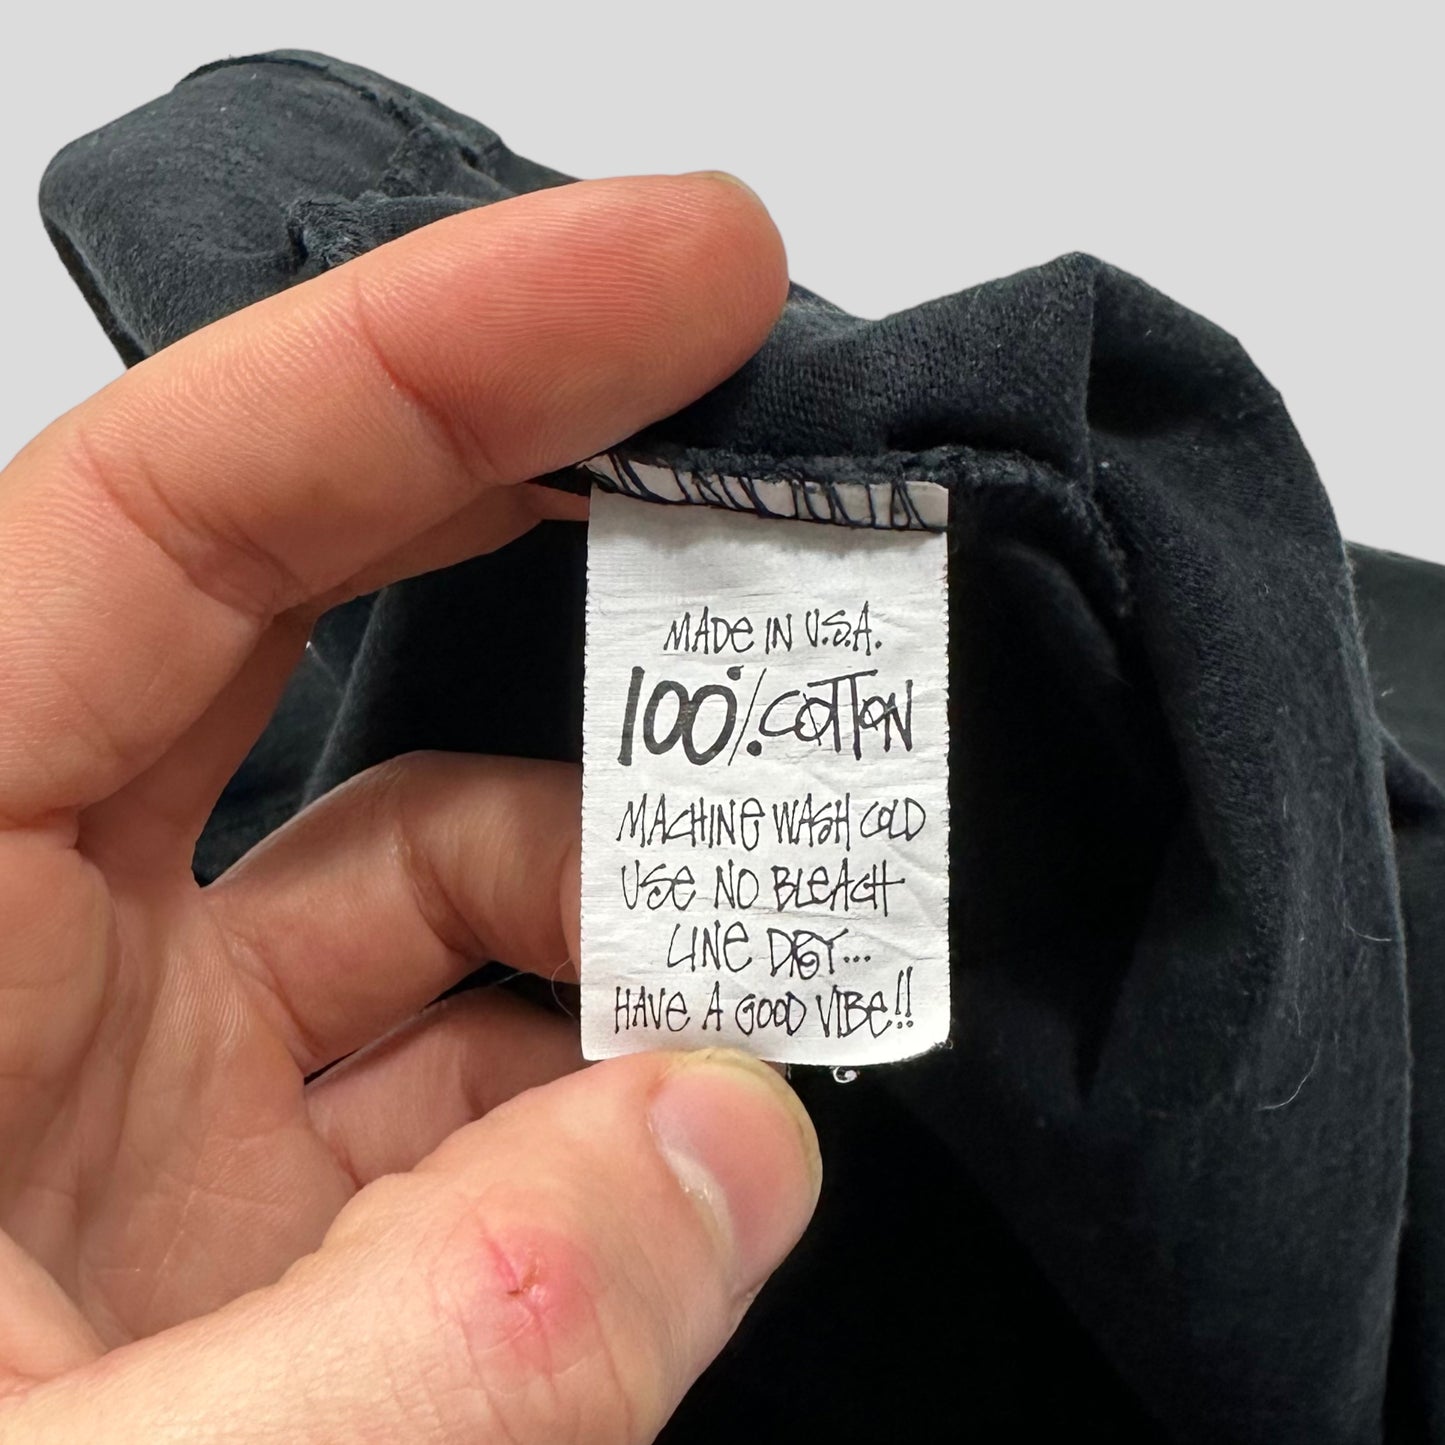 MADE IN U.S.A.
100% COTTON
MACHINE WASH COLD
USE NO BLEACH
LINE DRY...
HAVE A GOOD VIBE!!